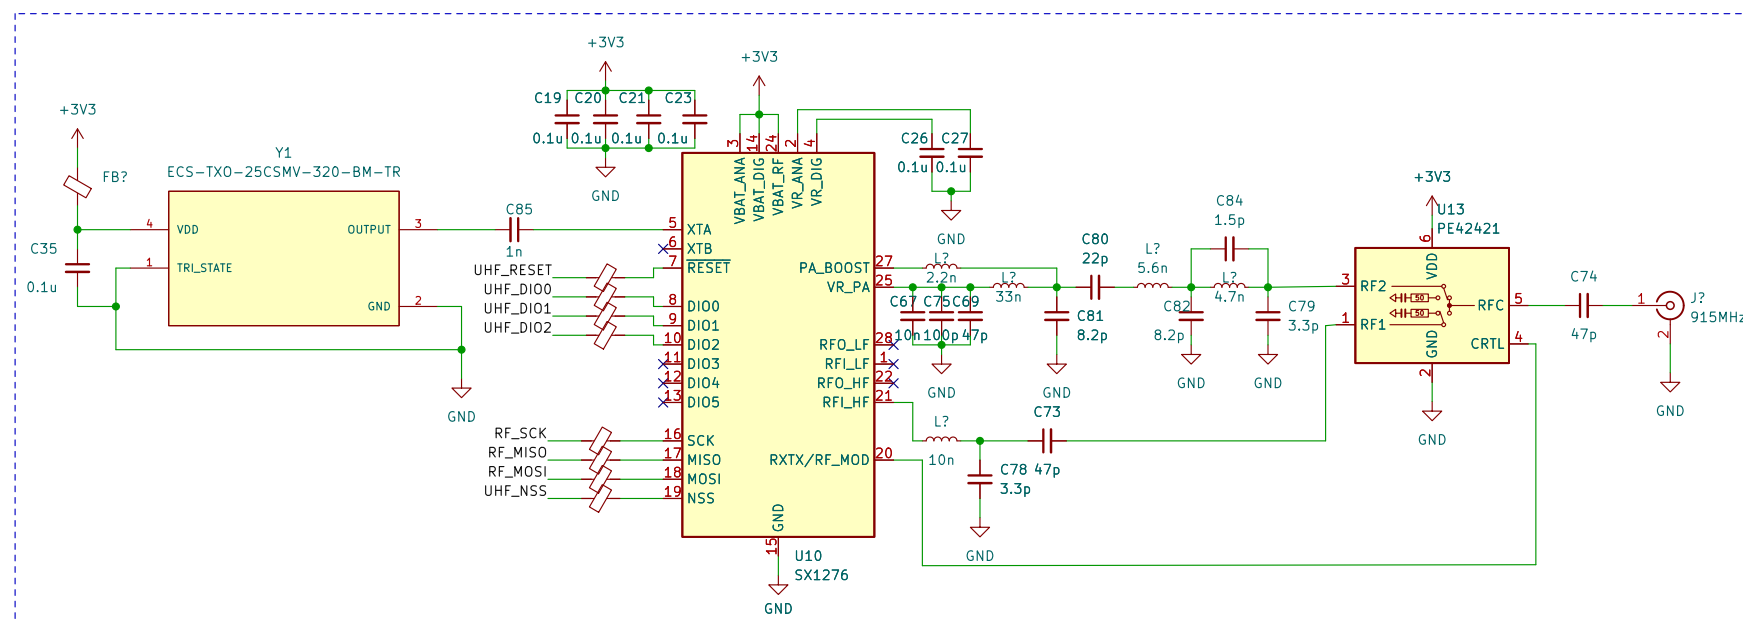 +3V3
FB?
C35
0.1u
Y1
ECS-TXO-25CSMV-320-BM-TR
4
VDD
OUTPUT
3
1
TRI_STATE
GND
2
GND
C85
1n
+3V3
C19
C20
C21
C23
0.1u
0.1u
0.1u
0.1u
GND
+3V3
3
14
24
2
4
VBAT_ANA
VBAT_DIG
VBAT_RF
VR_ANA
VR_DIG
C26
C27
0.1u
0.1u
GND
5
XTA
6
XTB
UHF_RESET
7
RESET
UHF_DIO0
8
DIO0
UHF_DIO1
9
DIO1
UHF_DIO2
10
DIO2
11
DIO3
12
DIO4
13
DIO5
RF_SCK
16
SCK
RF_MISO
17
MISO
RF_MOSI
18
MOSI
UHF_NSS
19
NSS
PA_BOOST
27
VR_PA
25
RFO_LF
28
RFI_LF
1
RFO_HF
22
RFI_HF
21
RXTX/RF_MOD
20
GND
15
U10
SX1276
GND
L?
2.2n
C67
C75
C69
10n
100p
47p
GND
L?
33n
C80
22p
C81
8.2p
GND
L?
5.6n
C84
1.5p
L?
4.7n
C82
8.2p
GND
C79
3.3p
GND
L?
10n
C73
47p
C78
3.3p
GND
+3V3
U13
PE42421
6
VDD
3
RF2
1
RF1
50
50
RFC
5
CRTL
4
GND
2
GND
C74
47p
1
J?
915MHz
2
GND